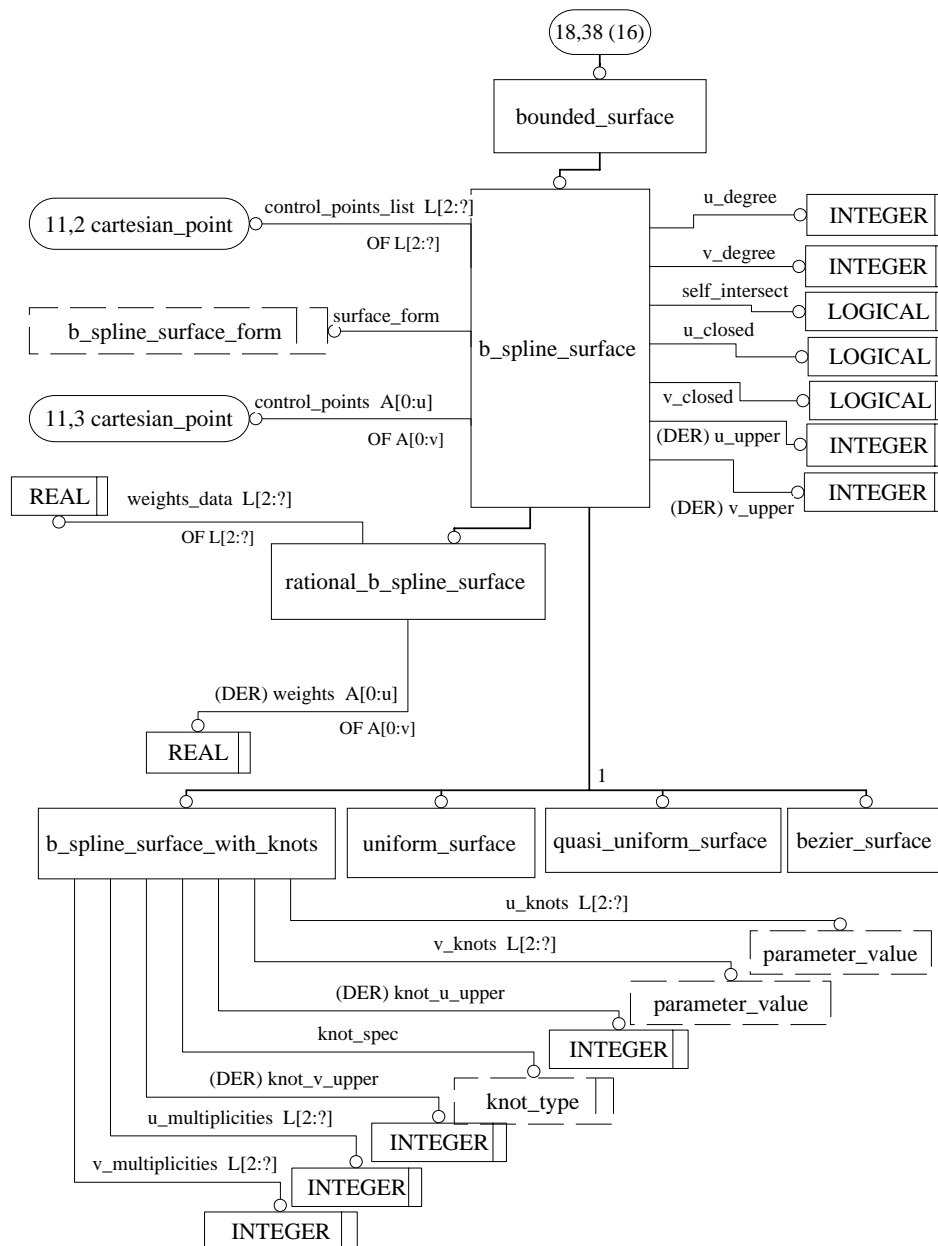 18,38 (16)
bounded_surface
11,2 cartesian_point
control_points_list L[2:?]
OF L[2:?]
u_degree
INTEGER
v_degree
INTEGER
b_spline_surface_form
surface_form
b_spline_surface
self_intersect
LOGICAL
u_closed
LOGICAL
11,3 cartesian_point
control_points A[0:u]
OF A[0:v]
v_closed
LOGICAL
(DER) u_upper
INTEGER
(DER) v_upper
INTEGER
REAL
weights_data L[2:?]
OF L[2:?]
rational_b_spline_surface
(DER) weights A[0:u]
OF A[0:v]
REAL
1
b_spline_surface_with_knots
uniform_surface
quasi_uniform_surface
bezier_surface
u_knots L[2:?]
parameter_value
v_knots L[2:?]
parameter_value
(DER) knot_u_upper
INTEGER
knot_spec
knot_type
(DER) knot_v_upper
INTEGER
u_multiplicities L[2:?]
INTEGER
v_multiplicities L[2:?]
INTEGER